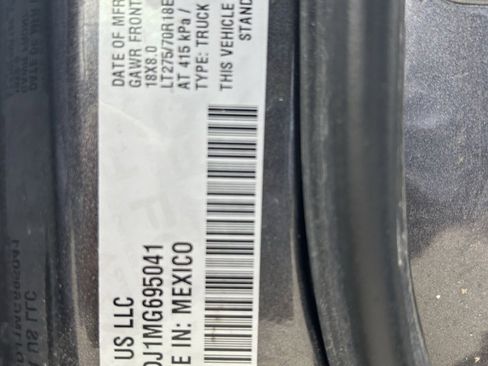 DATE OF MFR
GAWR FRONT
18X8.0
LT275/70R18E
AT 415 kPa /
TYPE: TRUCK
THIS VEHICLE
STAND
US LLC
DJ1MG695041
E IN: MEXICO